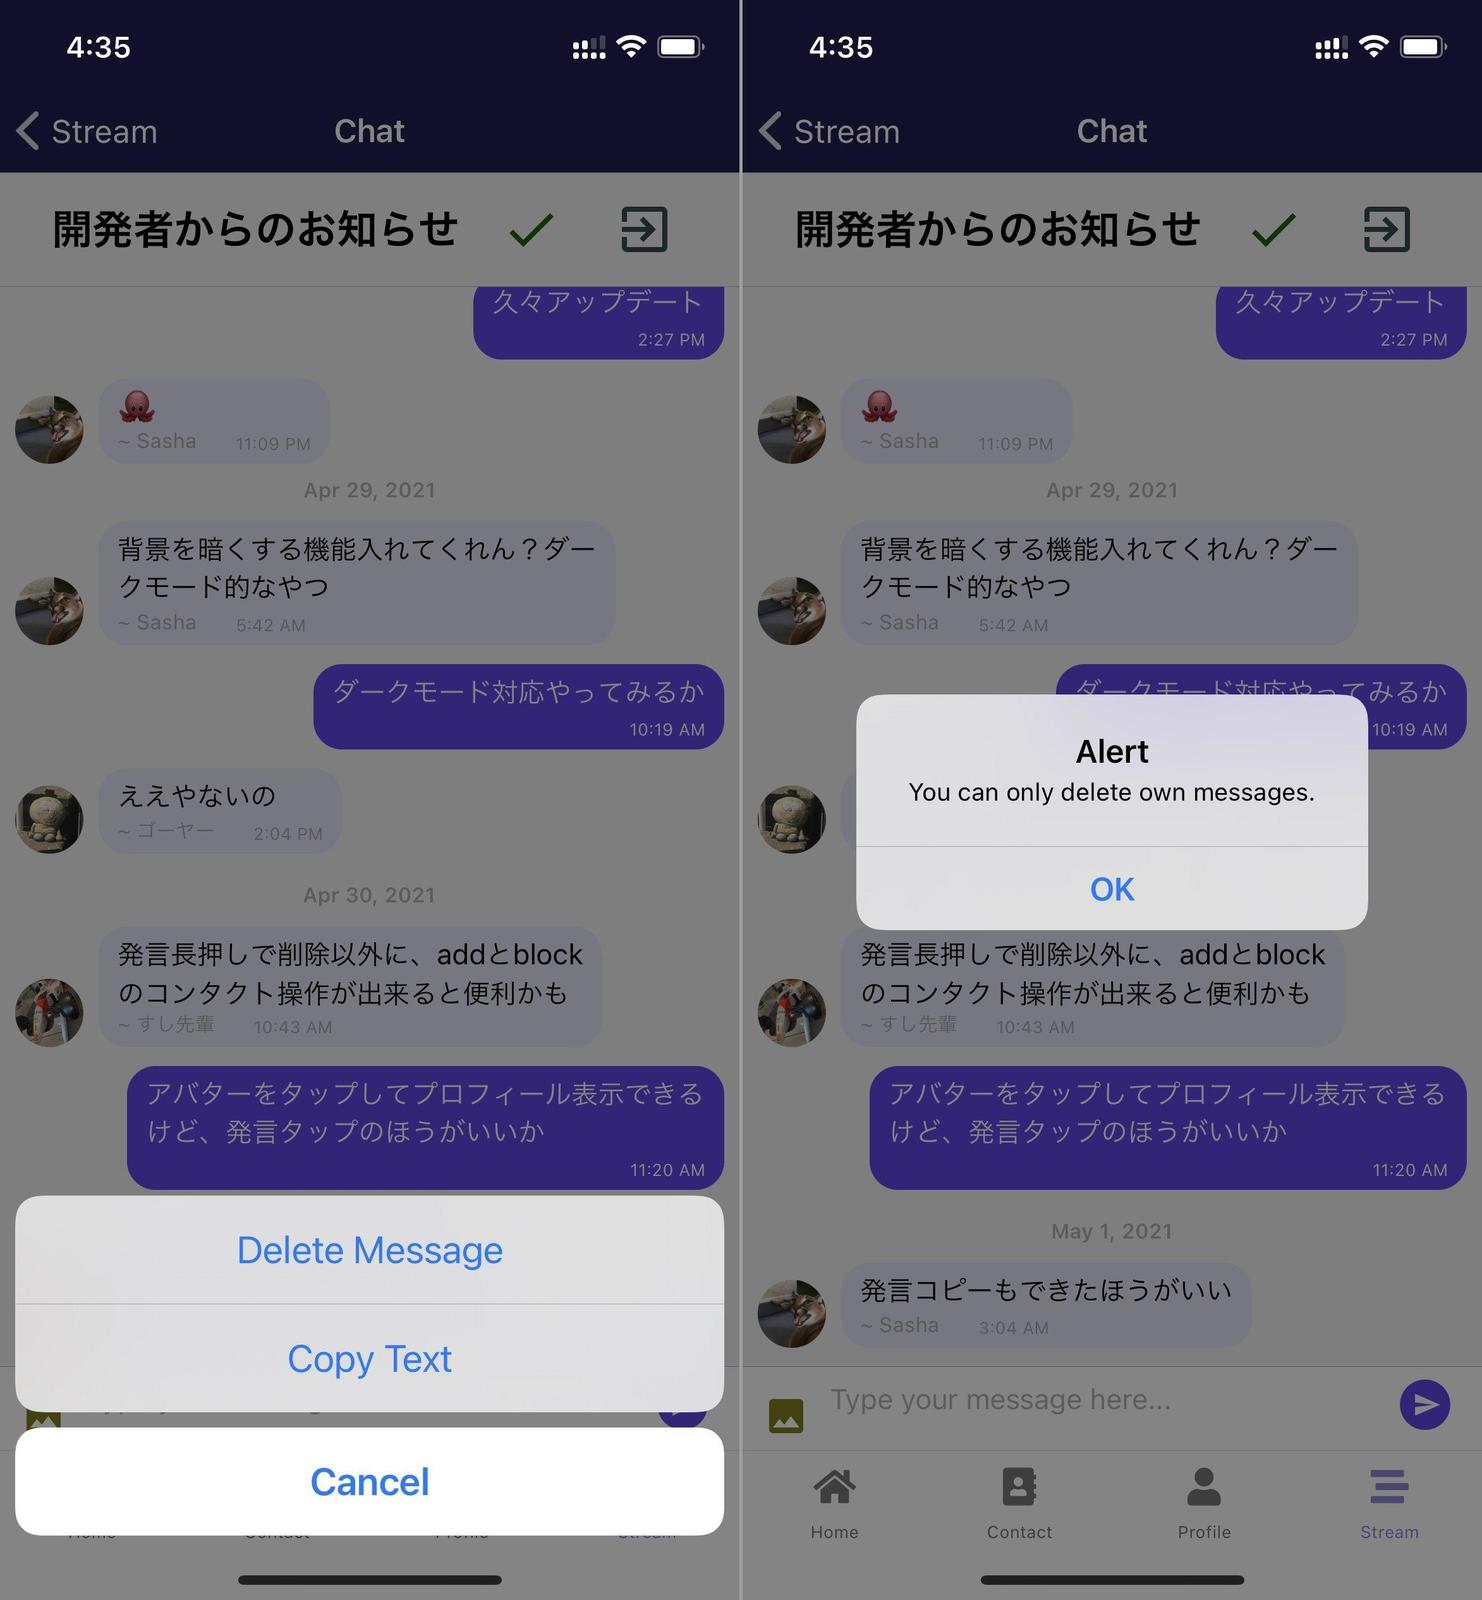 4:35
Stream
Chat
開発者からのお知らせ
久々アップデート
2:27 PM
~ Sasha 11:09 PM
Apr 29, 2021
背景を暗くする機能入れてくれん？ダー
クモード的なやつ
~ Sasha 5:42 AM
ダークモード対応やってみるか
10:19 AM
ええやないの
~ ゴーヤー 2:04 PM
Apr 30, 2021
発言長押しで削除以外に、addとblock
のコンタクト操作が出来ると便利かも
~ すし先輩 10:43 AM
アバターをタップしてプロフィール表示できる
けど、発言タップのほうがいいか
11:20 AM
Delete Message
Copy Text
Cancel
4:35
Stream
Chat
開発者からのお知らせ
久々アップデート
2:27 PM
~ Sasha 11:09 PM
Apr 29, 2021
背景を暗くする機能入れてくれん？ダー
クモード的なやつ
~ Sasha 5:42 AM
ダークモード対応やってみるか
10:19 AM
Alert
You can only delete own messages.
OK
発言長押しで削除以外に、addとblock
のコンタクト操作が出来ると便利かも
~ すし先輩 10:43 AM
アバターをタップしてプロフィール表示できる
けど、発言タップのほうがいいか
11:20 AM
May 1, 2021
発言コピーもできたほうがいい
~ Sasha 3:04 AM
Type your message here...
Home
Contact
Profile
Stream